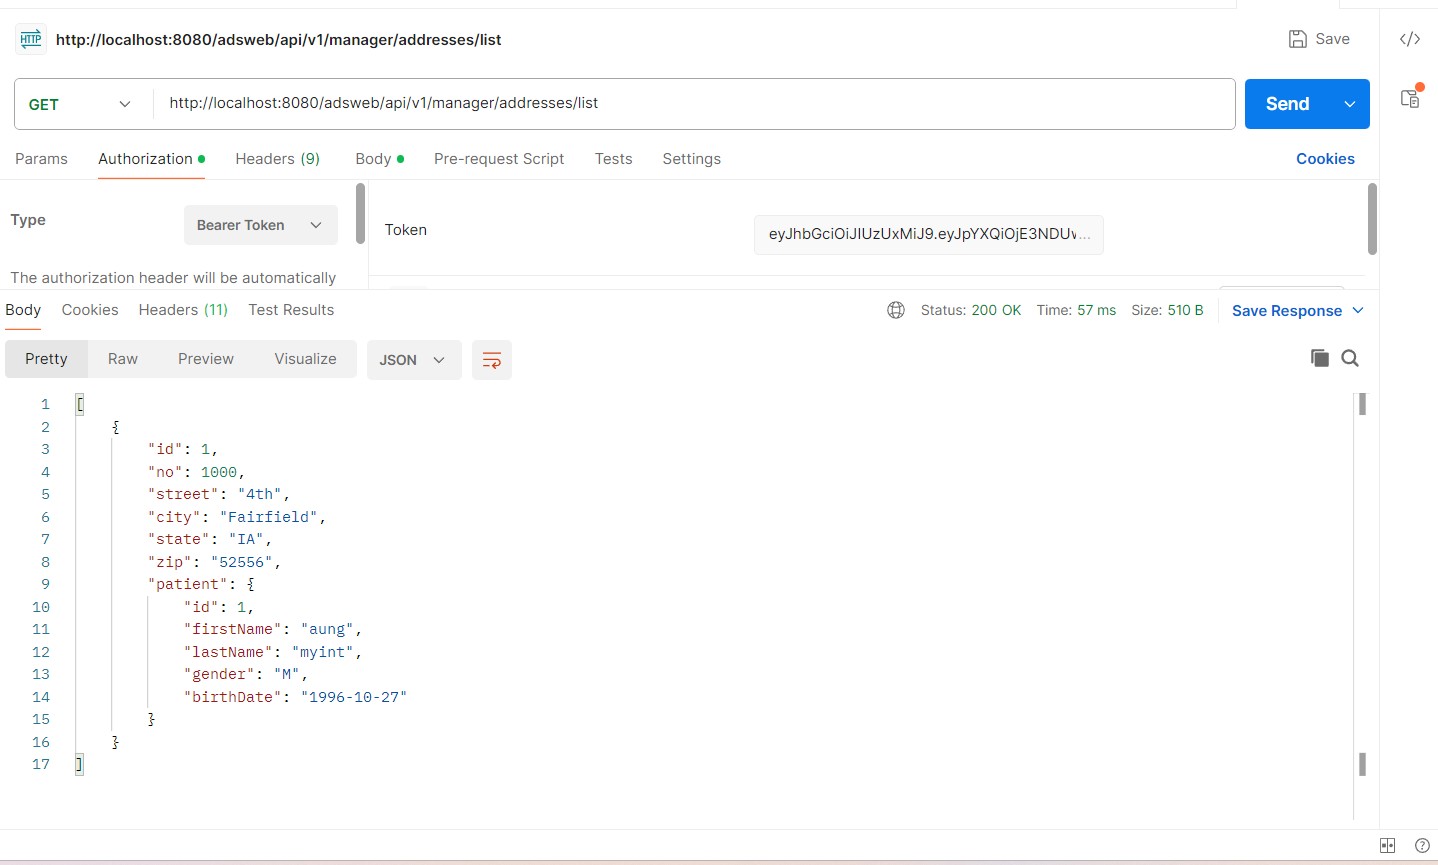 HTTP http://localhost:8080/adsweb/api/v1/manager/addresses/list Save
GET http://localhost:8080/adsweb/api/v1/manager/addresses/list Send
Params Authorization Headers (9) Body Pre-request Script Tests Settings Cookies
Type Bearer Token
Token eyJhbGciOiJIUzUxMiJ9.eyJpYXQiOjE3NDU...
The authorization header will be automatically
Body Cookies Headers (11) Test Results Status: 200 OK Time: 57 ms Size: 510 B Save Response
Pretty Raw Preview Visualize JSON
1 [
2 {
3 "id": 1,
4 "no": 1000,
5 "street": "4th",
6 "city": "Fairfield",
7 "state": "IA",
8 "zip": "52556",
9 "patient": {
10 "id": 1,
11 "firstName": "aung",
12 "lastName": "myint",
13 "gender": "M",
14 "birthDate": "1996-10-27"
15 }
16 }
17 ]